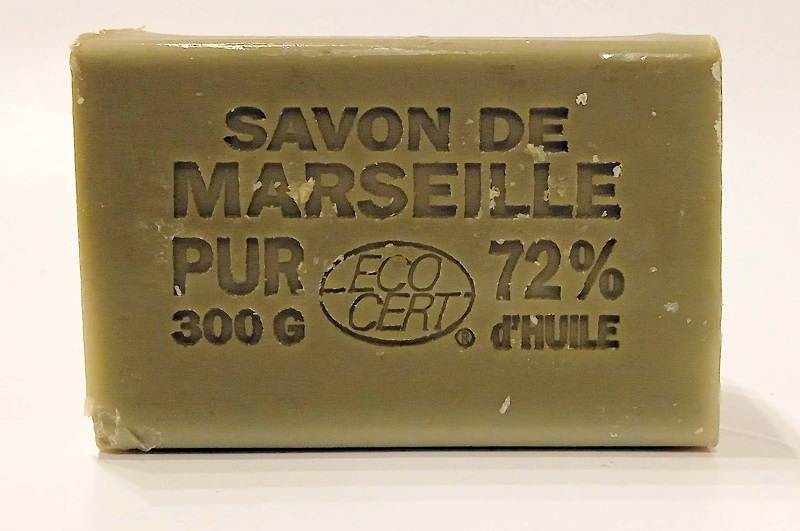 SAVON DE
MARSEILLE
PUR
300 G
ECO
CERT
®
72%
d'HUILE